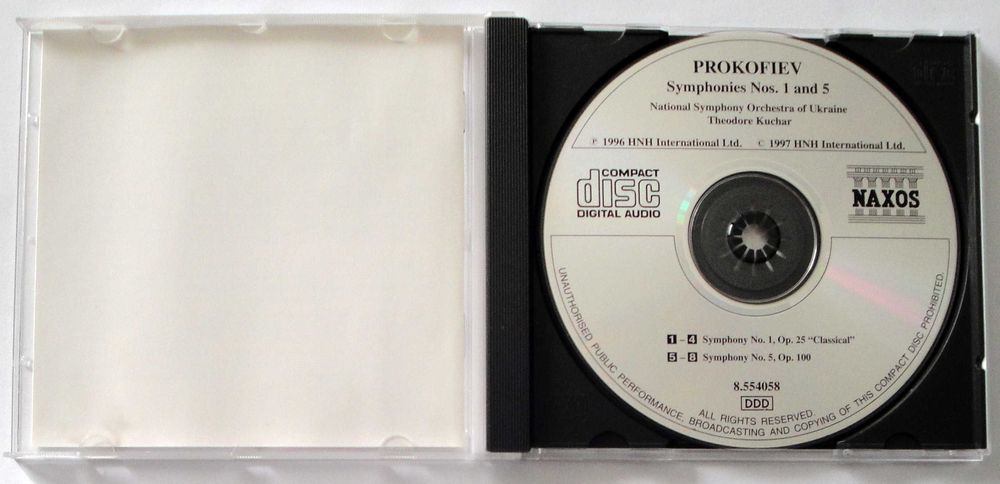 PROKOFIEV
Symphonies Nos. 1 and 5
National Symphony Orchestra of Ukraine
Theodore Kuchar
℗ 1996 HNH International Ltd. © 1997 HNH International Ltd.
COMPACT
disc
DIGITAL AUDIO
NAXOS
1 – 4 Symphony No. 1, Op. 25 “Classical”
5 – 8 Symphony No. 5, Op. 100
8.554058
DDD
ALL RIGHTS RESERVED.
UNAUTHORISED PUBLIC PERFORMANCE, BROADCASTING AND COPYING OF THIS COMPACT DISC PROHIBITED.